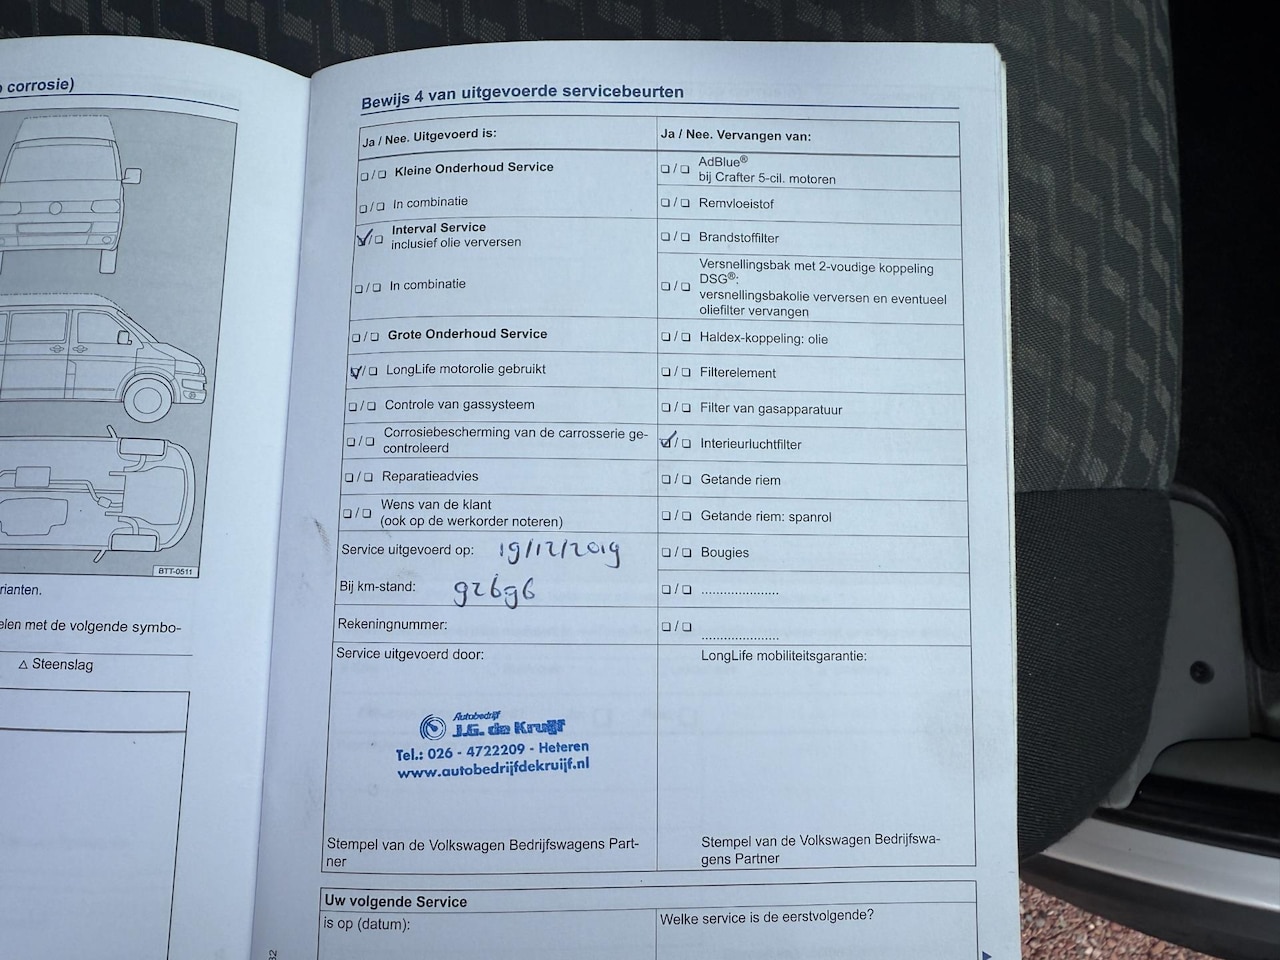 o corrosie)
BTT-0511
rianten.
elen met de volgende symbo-
△ Steenslag
Bewijs 4 van uitgevoerde servicebeurten
Ja / Nee. Uitgevoerd is:
❑ / ❑ Kleine Onderhoud Service
❑ / ❑ In combinatie
☑ / ❑ Interval Service
inclusief olie verversen
❑ / ❑ In combinatie
❑ / ❑ Grote Onderhoud Service
☑ / ❑ LongLife motorolie gebruikt
❑ / ❑ Controle van gassysteem
❑ / ❑ Corrosiebescherming van de carrosserie ge-
controleerd
❑ / ❑ Reparatieadvies
❑ / ❑ Wens van de klant
(ook op de werkorder noteren)
Service uitgevoerd op: 19/12/2019
Bij km-stand: 92696
Rekeningnummer:
Service uitgevoerd door:
Autobedrijf
J.G. de Kruijf
Tel.: 026 - 4722209 - Heteren
www.autobedrijfdekruijf.nl
Stempel van de Volkswagen Bedrijfswagens Part-
ner
Ja / Nee. Vervangen van:
❑ / ❑ AdBlue®
bij Crafter 5-cil. motoren
❑ / ❑ Remvloeistof
❑ / ❑ Brandstoffilter
❑ / ❑ Versnellingsbak met 2-voudige koppeling
DSG®:
versnellingsbakolie verversen en eventueel
oliefilter vervangen
❑ / ❑ Haldex-koppeling: olie
❑ / ❑ Filterelement
❑ / ❑ Filter van gasapparatuur
☑ / ❑ Interieurluchtfilter
❑ / ❑ Getande riem
❑ / ❑ Getande riem: spanrol
❑ / ❑ Bougies
❑ / ❑ .....................
❑ / ❑ .....................
LongLife mobiliteitsgarantie:
Stempel van de Volkswagen Bedrijfswa-
gens Partner
Uw volgende Service
is op (datum):
Welke service is de eerstvolgende?
32